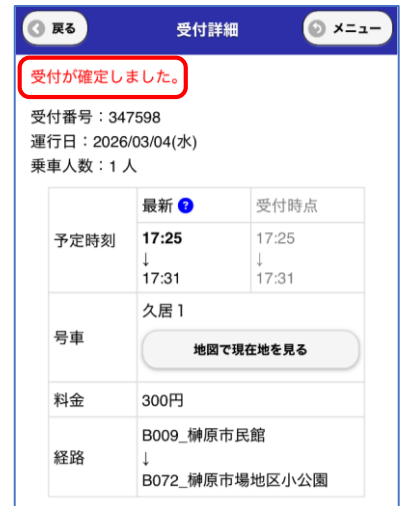 戻る 受付詳細 メニュー
受付が確定しました。
受付番号：347598
運行日：2026/03/04(水)
乗車人数：1 人
最新 ? 受付時点
予定時刻 17:25 17:25
↓ ↓
17:31 17:31
号車 久居 1
地図で現在地を見る
料金 300円
経路 B009_榊原市民館
↓
B072_榊原市場地区小公園